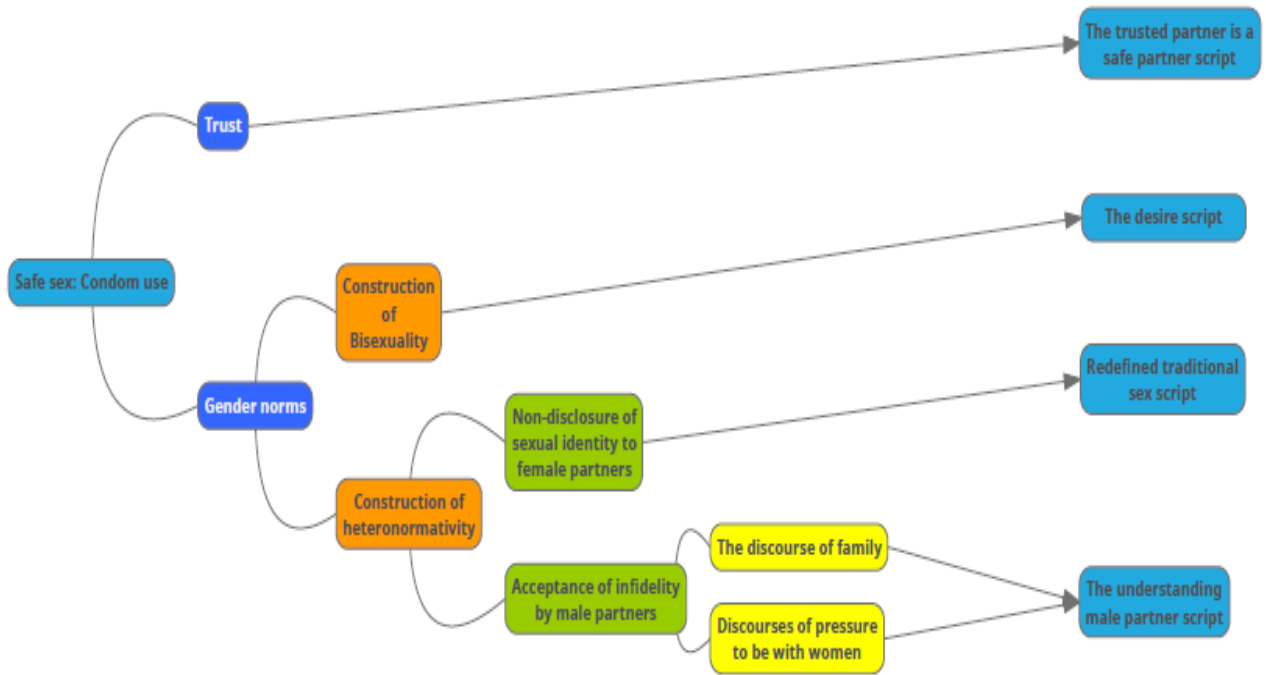 The trusted partner is a
safe partner script
Trust
The desire script
Safe sex: Condom use
Construction
of
Bisexuality
Redefined traditional
sex script
Gender norms
Non-disclosure of
sexual identity to
female partners
Construction of
heteronormativity
The discourse of family
Acceptance of infidelity
by male partners
The understanding
male partner script
Discourses of pressure
to be with women